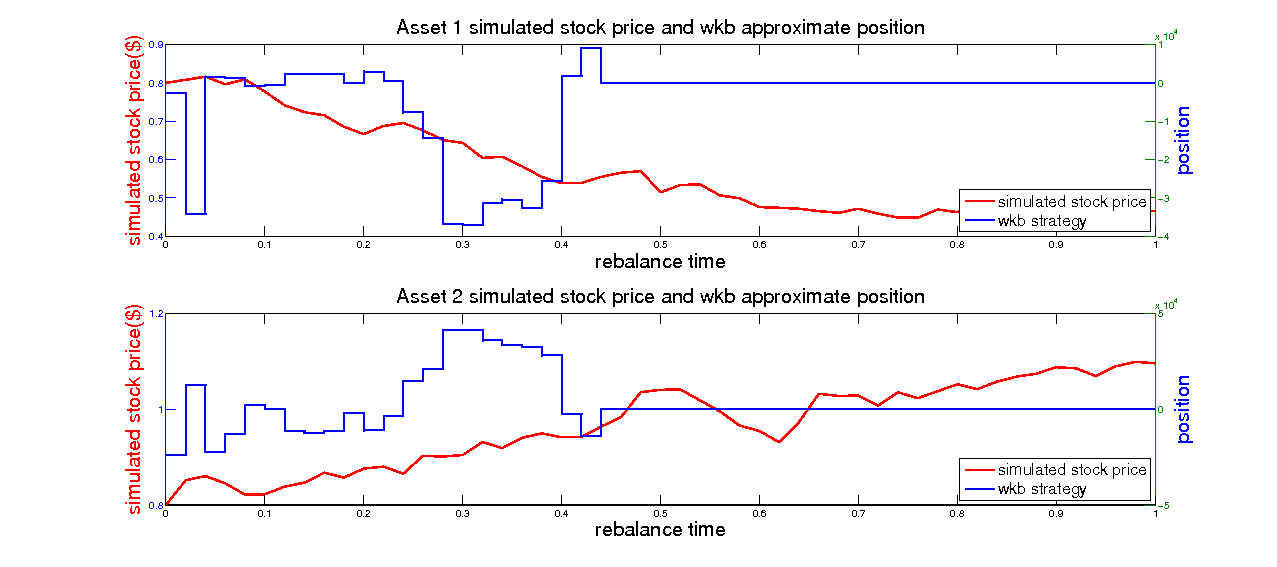 Asset 1 simulated stock price and wkb approximate position
x 10^4
simulated stock price($)
0.9
0.8
0.7
0.6
0.5
0.4
1
0
−1
−2
−3
−4
position
simulated stock price
wkb strategy
0 0.1 0.2 0.3 0.4 0.5 0.6 0.7 0.8 0.9 1
rebalance time
Asset 2 simulated stock price and wkb approximate position
x 10^4
simulated stock price($)
1.2
1
0.8
5
0
−5
position
simulated stock price
wkb strategy
0 0.1 0.2 0.3 0.4 0.5 0.6 0.7 0.8 0.9 1
rebalance time